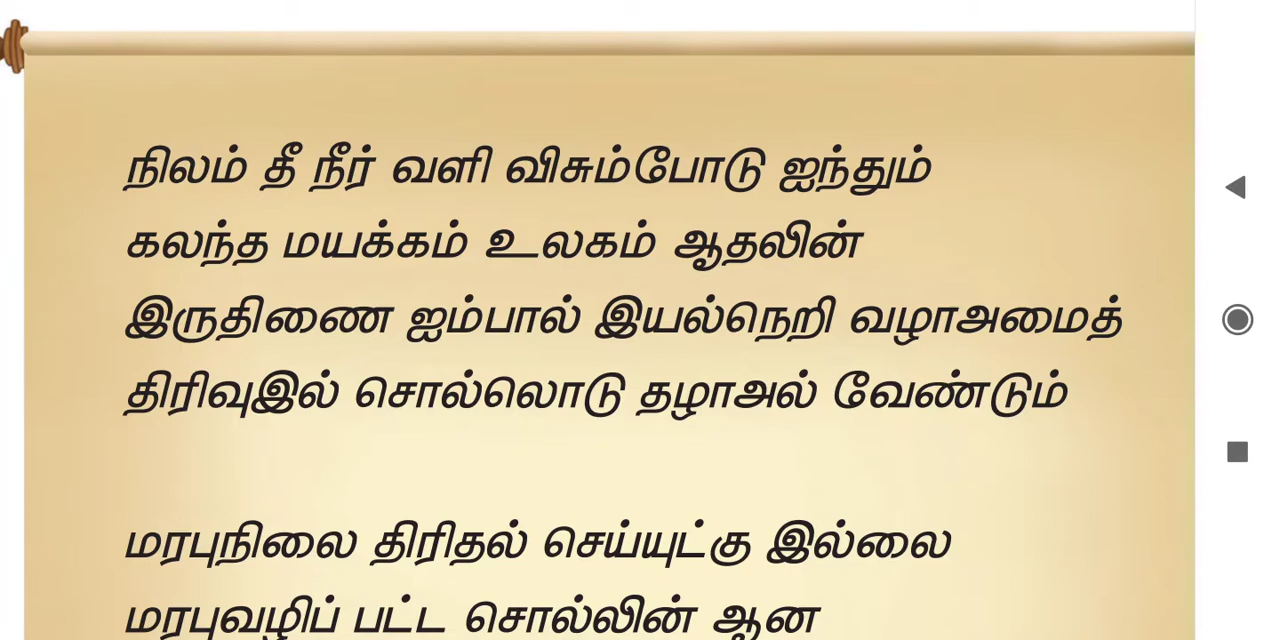 நிலம் தீ நீர் வளி விசும்போடு ஐந்தும்
கலந்த மயக்கம் உலகம் ஆதலின்
இருதிணை ஐம்பால் இயல்நெறி வழாஅமைத்
திரிவுஇல் சொல்லொடு தழாஅல் வேண்டும்
மரபுநிலை திரிதல் செய்யுட்கு இல்லை
மரபுவழிப் பட்ட சொல்லின் ஆன